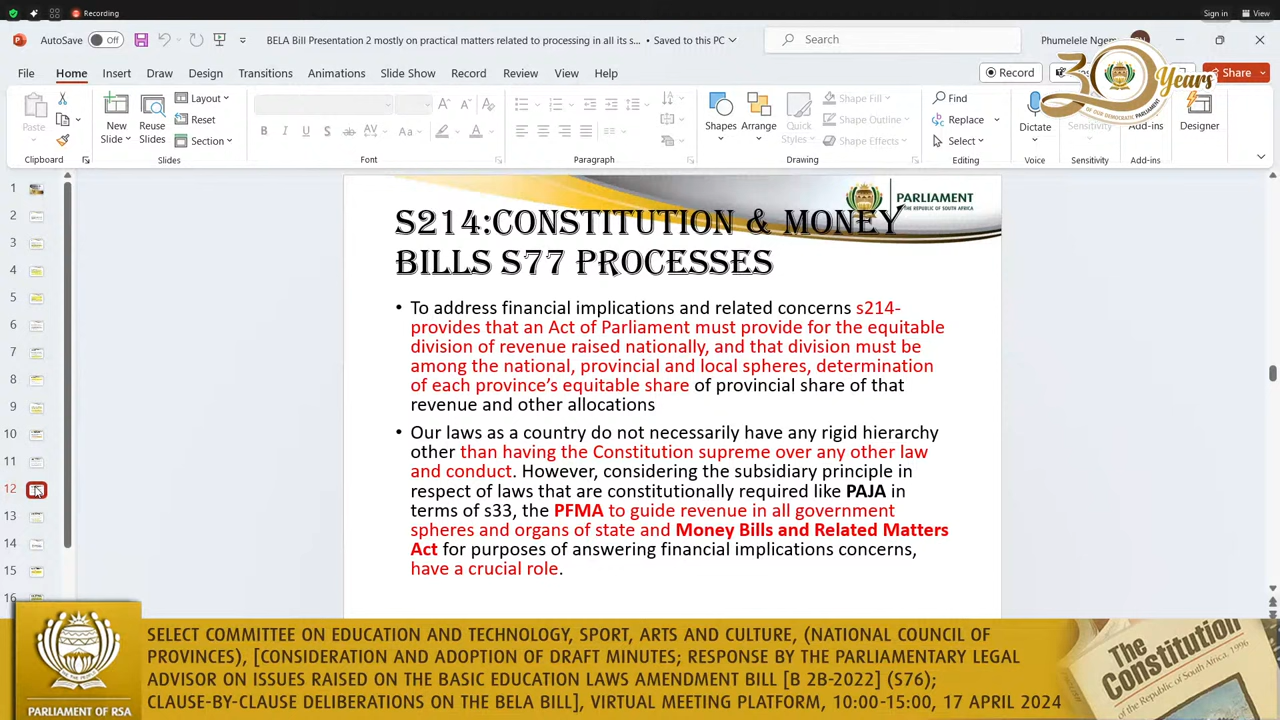 Recording
Sign in
View
AutoSave
Off
BELA Bill Presentation 2 mostly on practical matters related to processing in all its s... • Saved to this PC
Search
Phumelele Ngem
File Home Insert Draw Design Transitions Animations Slide Show Record Review View Help
Record
Share
30 Years
OF OUR DEMOCRATIC PARLIAMENT
Paste
New Slide
Reuse Slides
Layout
Reset
Section
Shapes
Arrange
Quick Styles
Shape Fill
Shape Outline
Shape Effects
Find
Replace
Select
Dictate
Sensitivity
Add-ins
Designer
Clipboard
Slides
Font
Paragraph
Drawing
Editing
Voice
Sensitivity
Add-ins
1
2
3
4
5
6
7
8
9
10
11
12
13
14
15
16
PARLIAMENT
OF THE REPUBLIC OF SOUTH AFRICA
S214:CONSTITUTION & MONEY
BILLS S77 PROCESSES
• To address financial implications and related concerns s214-
provides that an Act of Parliament must provide for the equitable
division of revenue raised nationally, and that division must be
among the national, provincial and local spheres, determination
of each province's equitable share of provincial share of that
revenue and other allocations
• Our laws as a country do not necessarily have any rigid hierarchy
other than having the Constitution supreme over any other law
and conduct. However, considering the subsidiary principle in
respect of laws that are constitutionally required like PAJA in
terms of s33, the PFMA to guide revenue in all government
spheres and organs of state and Money Bills and Related Matters
Act for purposes of answering financial implications concerns,
have a crucial role.
SELECT COMMITTEE ON EDUCATION AND TECHNOLOGY, SPORT, ARTS AND CULTURE, (NATIONAL COUNCIL OF
PROVINCES), [CONSIDERATION AND ADOPTION OF DRAFT MINUTES; RESPONSE BY THE PARLIAMENTARY LEGAL
ADVISOR ON ISSUES RAISED ON THE BASIC EDUCATION LAWS AMENDMENT BILL [B 2B-2022] (S76);
CLAUSE-BY-CLAUSE DELIBERATIONS ON THE BELA BILL], VIRTUAL MEETING PLATFORM, 10:00-15:00, 17 APRIL 2024
PARLIAMENT OF RSA
The
Constitution
of the Republic of South Africa, 1996